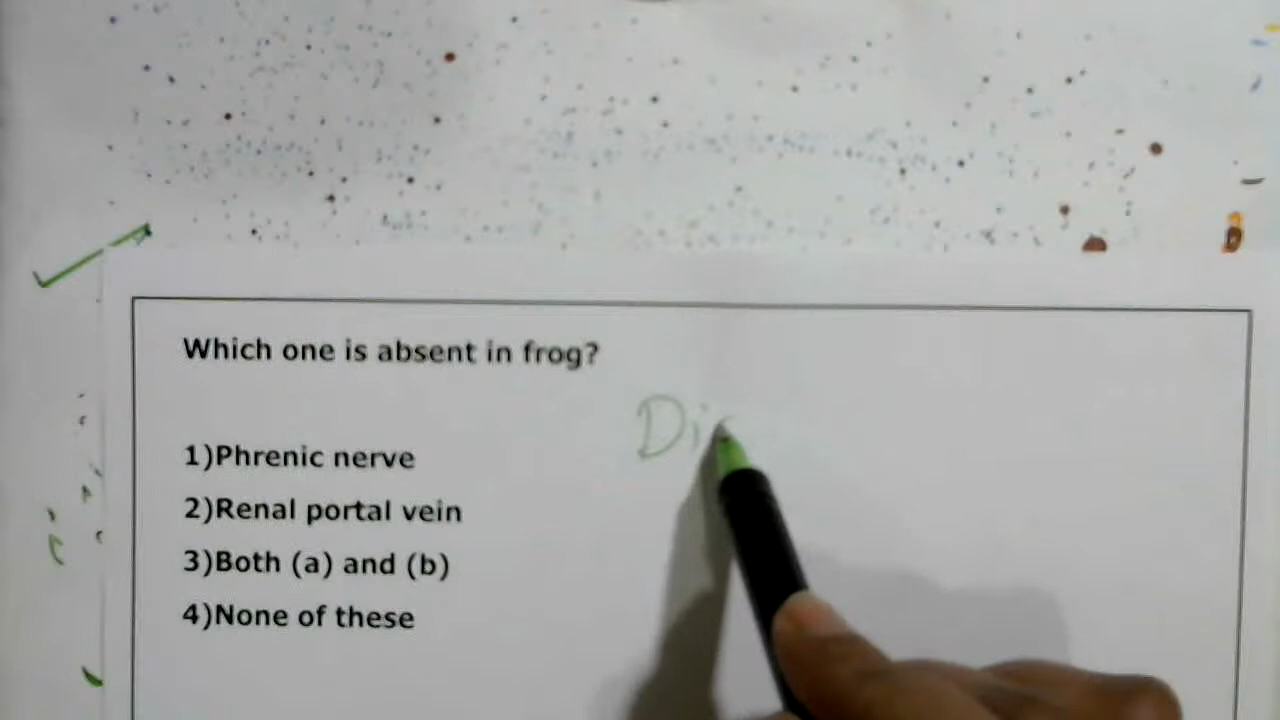 Which one is absent in frog?
Di
1)Phrenic nerve
2)Renal portal vein
3)Both (a) and (b)
4)None of these